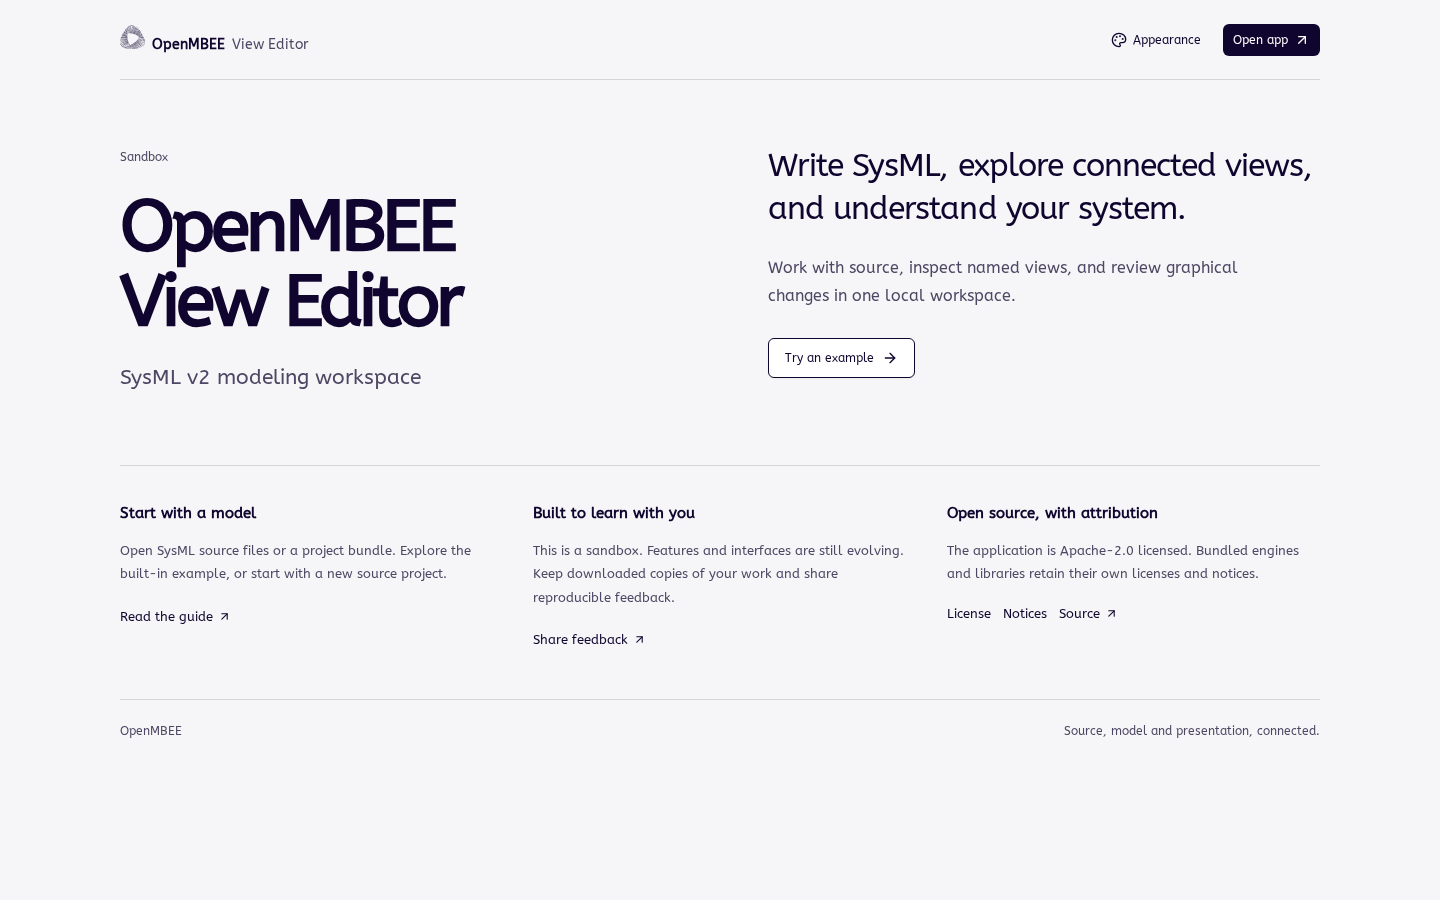 OpenMBEE View Editor
Appearance
Open app
Sandbox
OpenMBEE
View Editor
SysML v2 modeling workspace
Write SysML, explore connected views,
and understand your system.
Work with source, inspect named views, and review graphical
changes in one local workspace.
Try an example
Start with a model
Open SysML source files or a project bundle. Explore the
built-in example, or start with a new source project.
Read the guide
Built to learn with you
This is a sandbox. Features and interfaces are still evolving.
Keep downloaded copies of your work and share
reproducible feedback.
Share feedback
Open source, with attribution
The application is Apache-2.0 licensed. Bundled engines
and libraries retain their own licenses and notices.
License Notices Source
OpenMBEE
Source, model and presentation, connected.